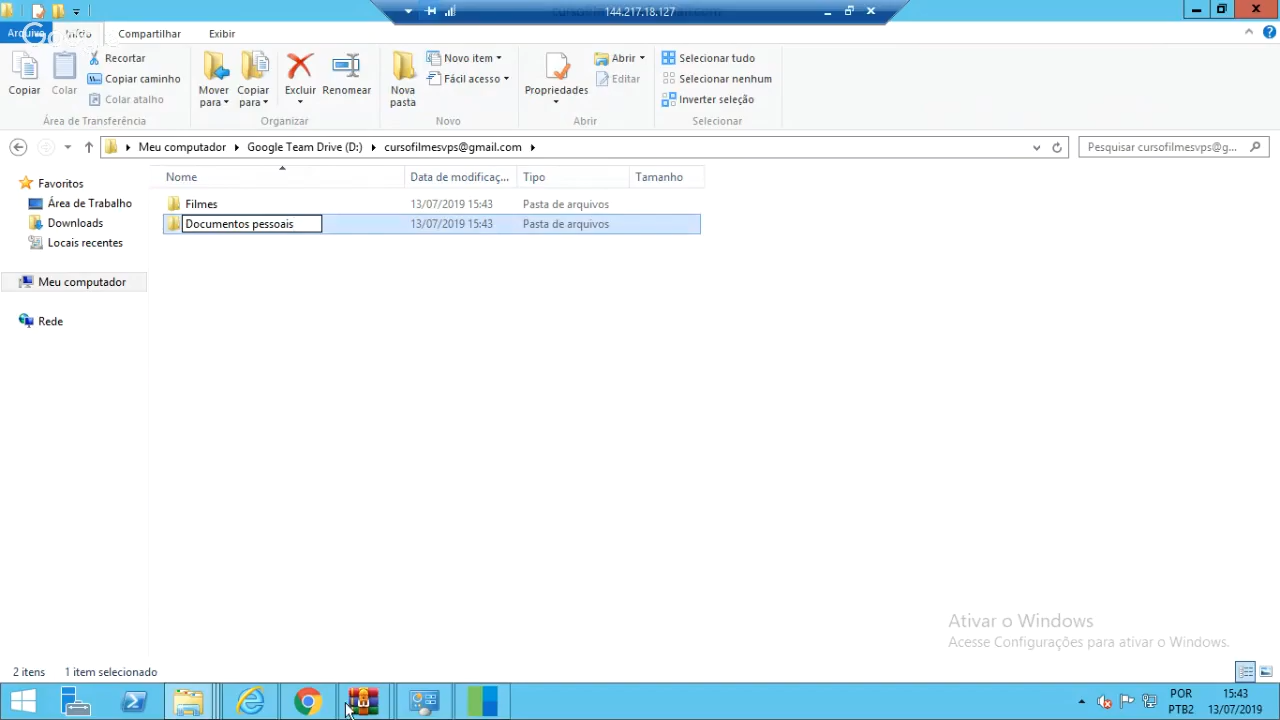 144.217.18.127
Arquivo Início Compartilhar Exibir
Copiar
Colar
Recortar
Copiar caminho
Colar atalho
Área de Transferência
Mover para
Copiar para
Excluir
Renomear
Organizar
Nova pasta
Novo item
Fácil acesso
Novo
Propriedades
Abrir
Editar
Abrir
Selecionar tudo
Selecionar nenhum
Inverter seleção
Selecionar
Meu computador Google Team Drive (D:) cursofilmesvps@gmail.com
Pesquisar cursofilmesvps@g...
Nome Data de modificaç... Tipo Tamanho
Favoritos
Área de Trabalho
Downloads
Locais recentes
Meu computador
Rede
Filmes 13/07/2019 15:43 Pasta de arquivos
Documentos pessoais 13/07/2019 15:43 Pasta de arquivos
Ativar o Windows
Acesse Configurações para ativar o Windows.
2 itens 1 item selecionado
POR
PTB2
15:43
13/07/2019